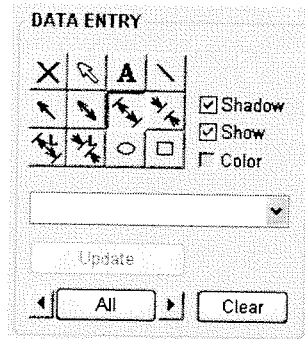 DATA ENTRY
A
Shadow
Show
Color
Update
All
Clear